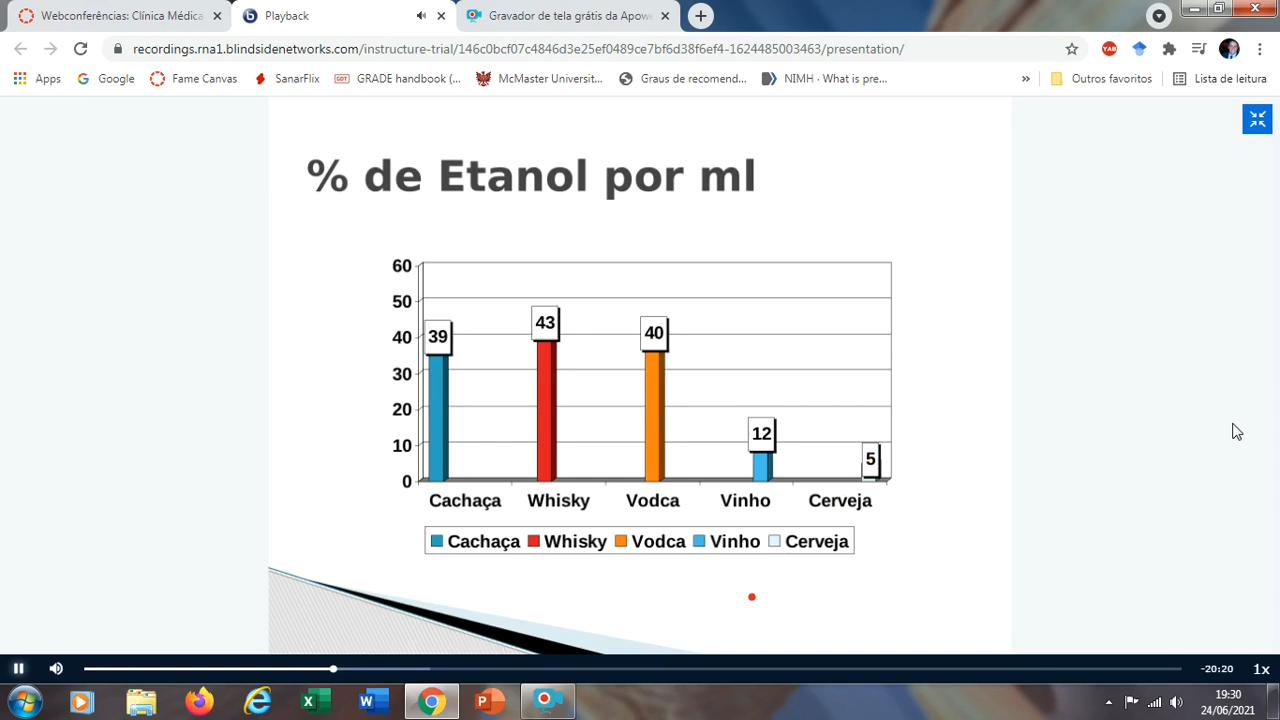 Webconferências: Clínica Médica
Playback
Gravador de tela grátis da Apowe
recordings.rna1.blindsidenetworks.com/instructure-trial/146c0bcf07c4846d3e25ef0489ce7bf6d38f6ef4-1624485003463/presentation/
YAB
Apps
Google
Fame Canvas
SanarFlix
GDT
GRADE handbook (...
McMaster Universit...
Graus de recomend...
NIMH · What is pre...
»
Outros favoritos
Lista de leitura
% de Etanol por ml
60
50
40
30
20
10
0
39
43
40
12
5
Cachaça Whisky Vodca Vinho Cerveja
Cachaça Whisky Vodca Vinho Cerveja
-20:20 1x
19:30
24/06/2021